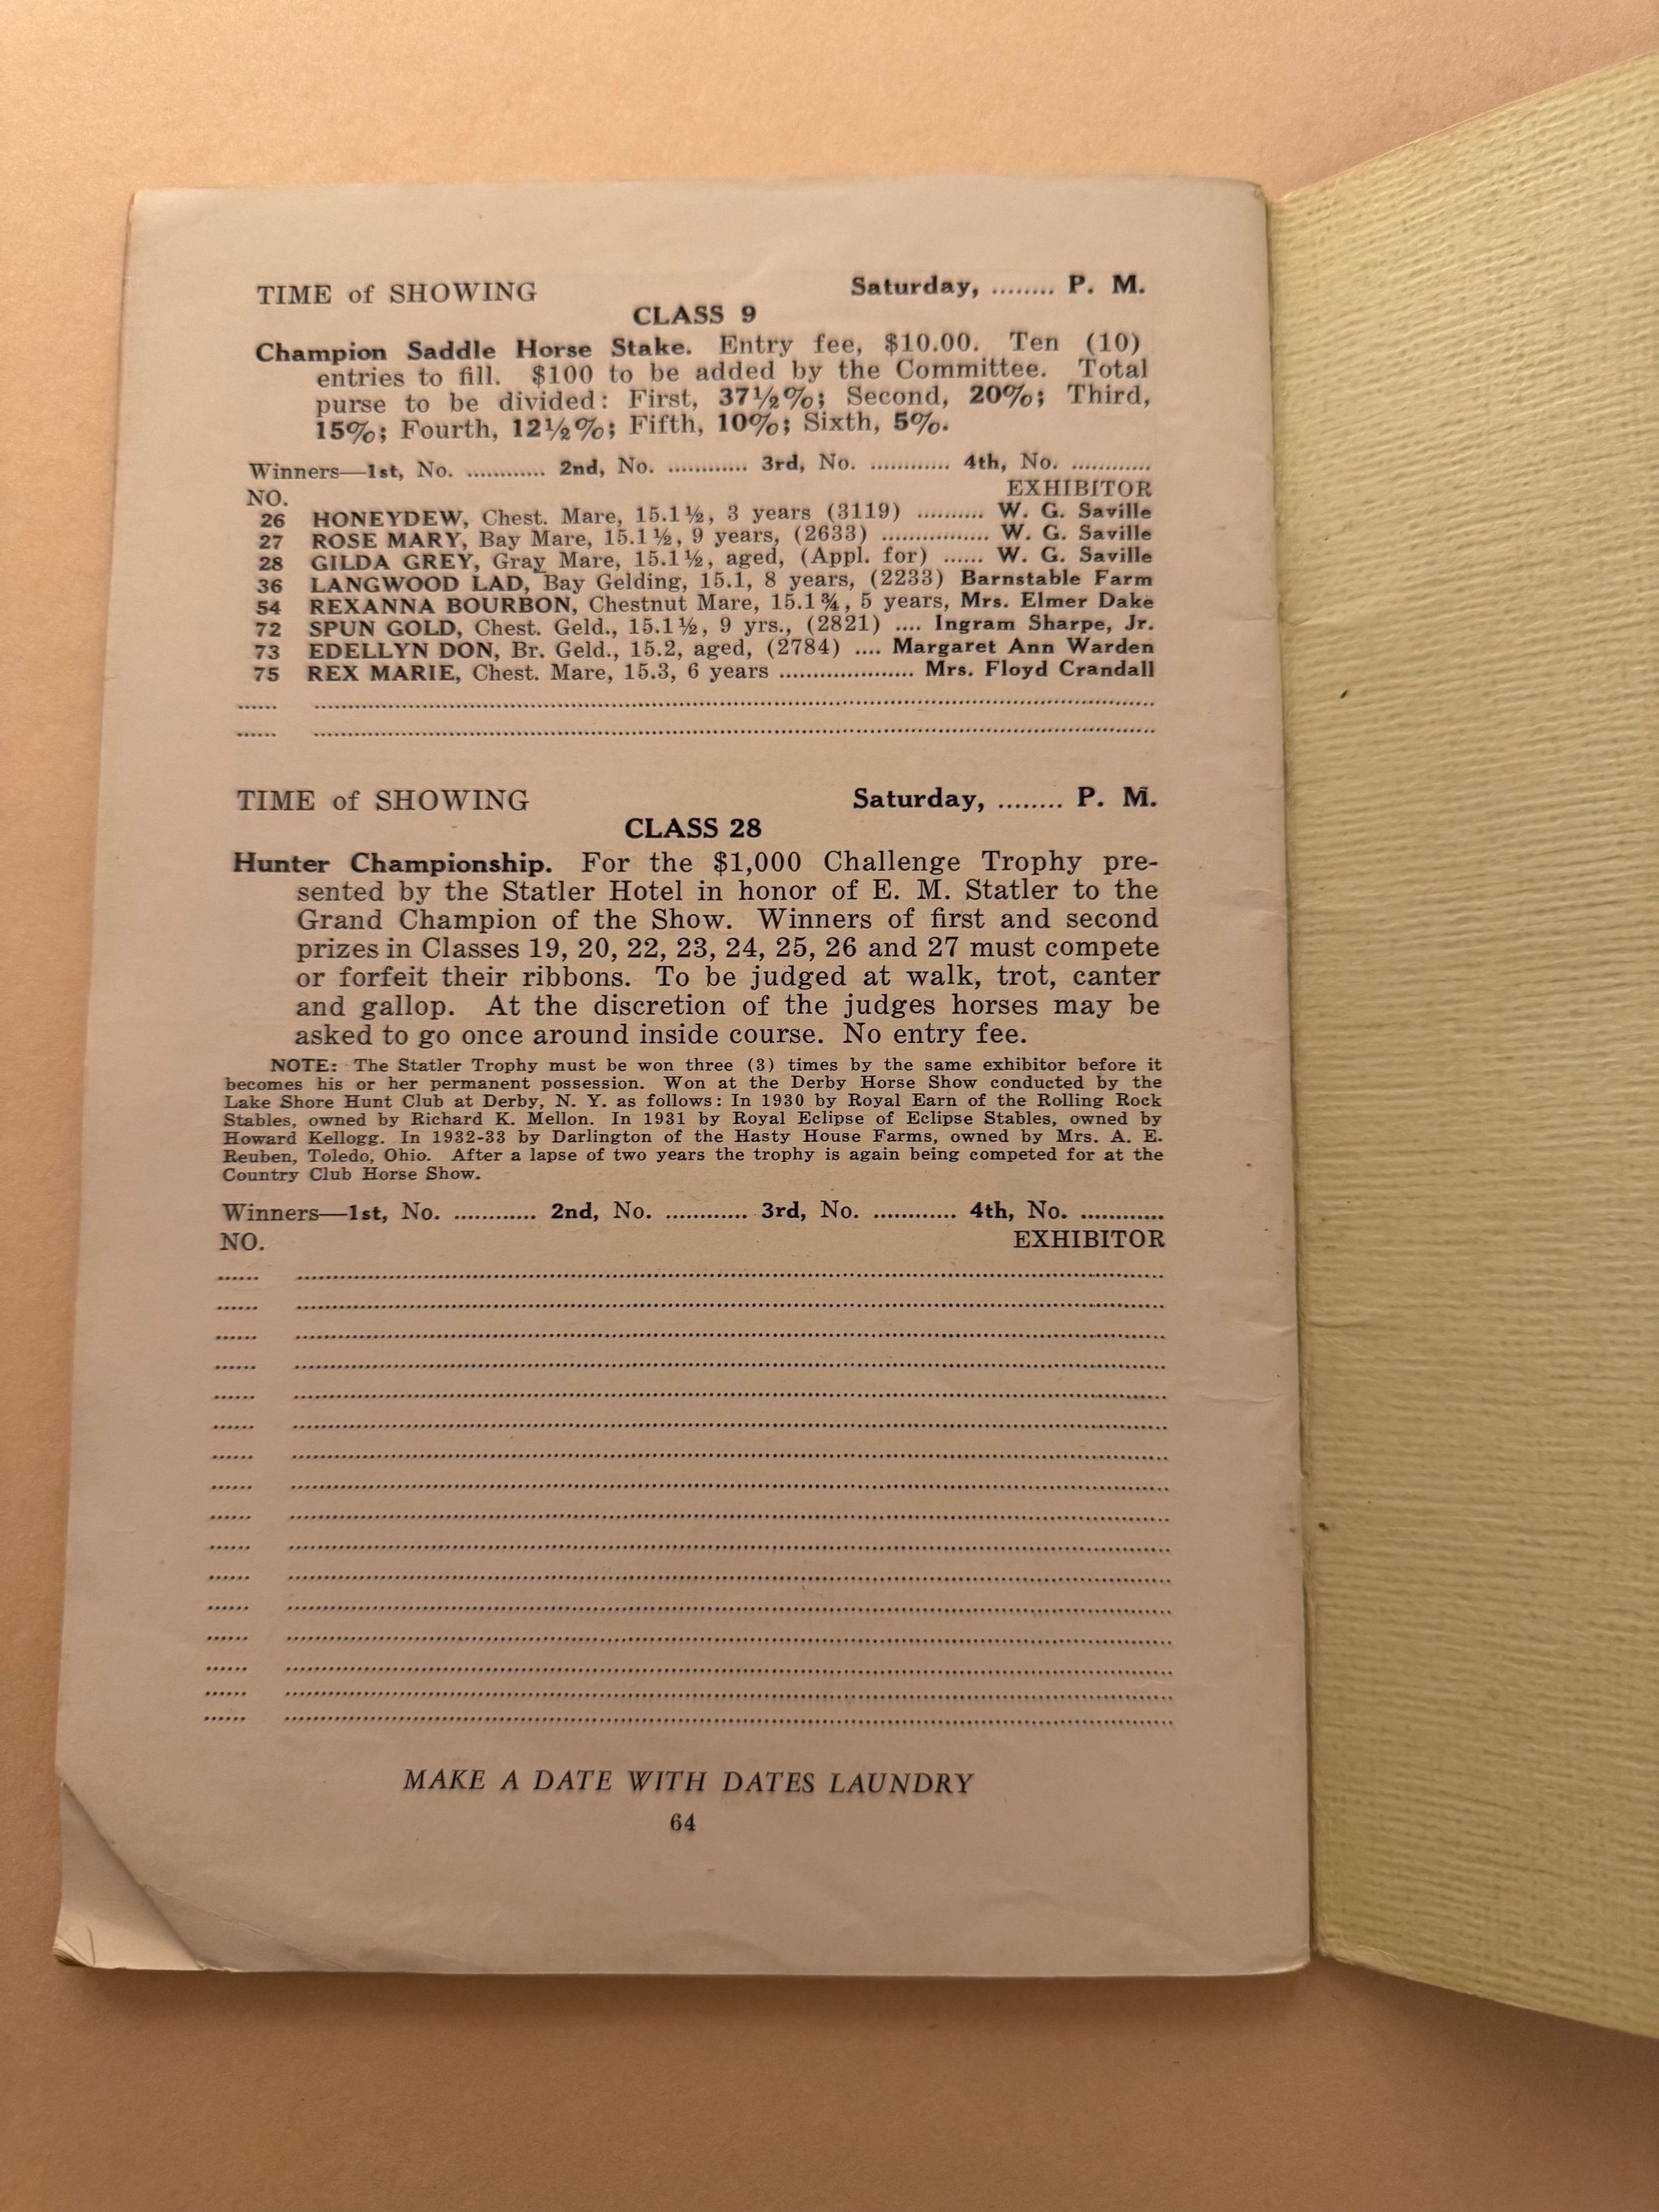 TIME of SHOWING Saturday, ........ P. M.
CLASS 9
Champion Saddle Horse Stake. Entry fee, $10.00. Ten (10)
entries to fill. $100 to be added by the Committee. Total
purse to be divided: First, 37½%; Second, 20%; Third,
15%; Fourth, 12½%; Fifth, 10%; Sixth, 5%.
Winners—1st, No. ............ 2nd, No. ............ 3rd, No. ............ 4th, No. ............
NO. EXHIBITOR
26 HONEYDEW, Chest. Mare, 15.1½, 3 years (3119) .......... W. G. Saville
27 ROSE MARY, Bay Mare, 15.1½, 9 years, (2633) ................ W. G. Saville
28 GILDA GREY, Gray Mare, 15.1½, aged, (Appl. for) ...... W. G. Saville
36 LANGWOOD LAD, Bay Gelding, 15.1, 8 years, (2233) Barnstable Farm
54 REXANNA BOURBON, Chestnut Mare, 15.1¾, 5 years, Mrs. Elmer Dake
72 SPUN GOLD, Chest. Geld., 15.1½, 9 yrs., (2821) .... Ingram Sharpe, Jr.
73 EDELLYN DON, Br. Geld., 15.2, aged, (2784) .... Margaret Ann Warden
75 REX MARIE, Chest. Mare, 15.3, 6 years .................... Mrs. Floyd Crandall
TIME of SHOWING Saturday, ........ P. M.
CLASS 28
Hunter Championship. For the $1,000 Challenge Trophy pre-
sented by the Statler Hotel in honor of E. M. Statler to the
Grand Champion of the Show. Winners of first and second
prizes in Classes 19, 20, 22, 23, 24, 25, 26 and 27 must compete
or forfeit their ribbons. To be judged at walk, trot, canter
and gallop. At the discretion of the judges horses may be
asked to go once around inside course. No entry fee.
NOTE: The Statler Trophy must be won three (3) times by the same exhibitor before it
becomes his or her permanent possession. Won at the Derby Horse Show conducted by the
Lake Shore Hunt Club at Derby, N. Y. as follows: In 1930 by Royal Earn of the Rolling Rock
Stables, owned by Richard K. Mellon. In 1931 by Royal Eclipse of Eclipse Stables, owned by
Howard Kellogg. In 1932-33 by Darlington of the Hasty House Farms, owned by Mrs. A. E.
Reuben, Toledo, Ohio. After a lapse of two years the trophy is again being competed for at the
Country Club Horse Show.
Winners—1st, No. ............ 2nd, No. ............ 3rd, No. ............ 4th, No. ............
NO. EXHIBITOR
MAKE A DATE WITH DATES LAUNDRY
64